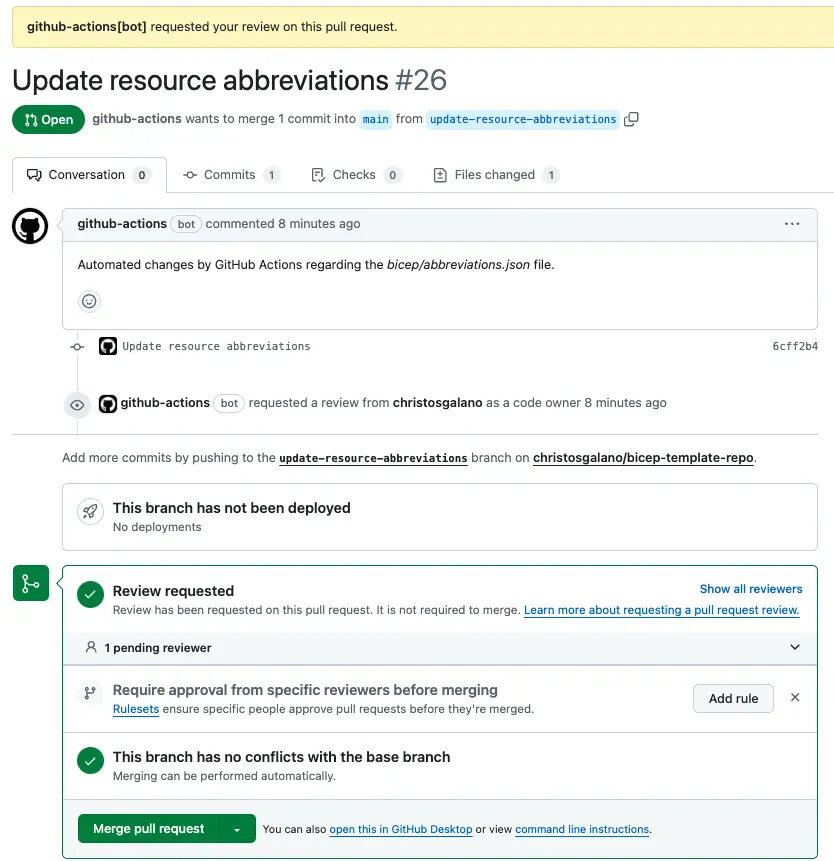 github-actions[bot] requested your review on this pull request.
Update resource abbreviations #26
Open github-actions wants to merge 1 commit into main from update-resource-abbreviations
Conversation 0 Commits 1 Checks 0 Files changed 1
github-actions bot commented 8 minutes ago
Automated changes by GitHub Actions regarding the bicep/abbreviations.json file.
Update resource abbreviations 6cff2b4
github-actions bot requested a review from christosgalano as a code owner 8 minutes ago
Add more commits by pushing to the update-resource-abbreviations branch on christosgalano/bicep-template-repo.
This branch has not been deployed
No deployments
Review requested Show all reviewers
Review has been requested on this pull request. It is not required to merge. Learn more about requesting a pull request review.
1 pending reviewer
Require approval from specific reviewers before merging
Rulesets ensure specific people approve pull requests before they're merged.
Add rule
This branch has no conflicts with the base branch
Merging can be performed automatically.
Merge pull request You can also open this in GitHub Desktop or view command line instructions.